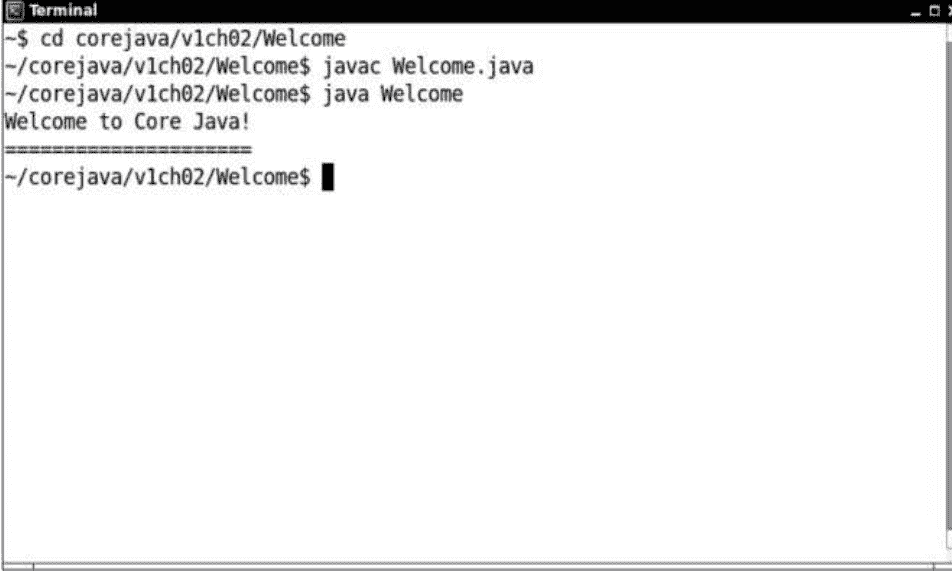 Terminal
~$ cd corejava/v1ch02/Welcome
~/corejava/v1ch02/Welcome$ javac Welcome.java
~/corejava/v1ch02/Welcome$ java Welcome
Welcome to Core Java!
=====================
~/corejava/v1ch02/Welcome$